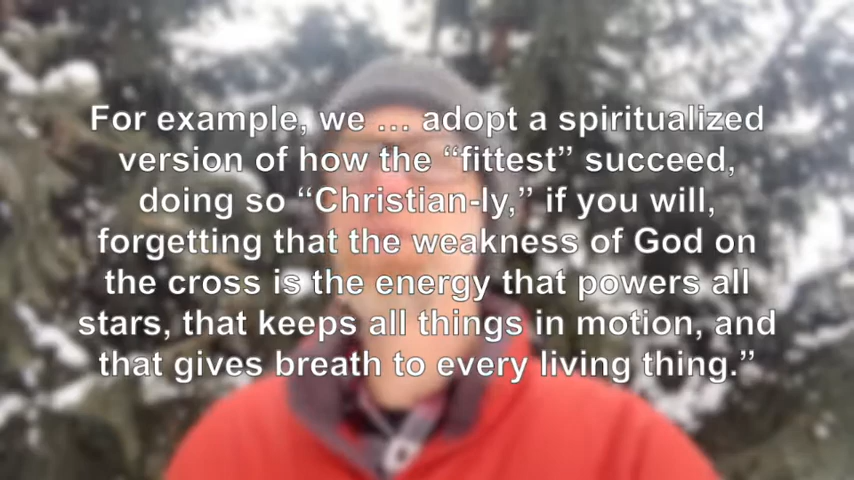 For example, we … adopt a spiritualized
version of how the “fittest” succeed,
doing so “Christian-ly,” if you will,
forgetting that the weakness of God on
the cross is the energy that powers all
stars, that keeps all things in motion, and
that gives breath to every living thing.”